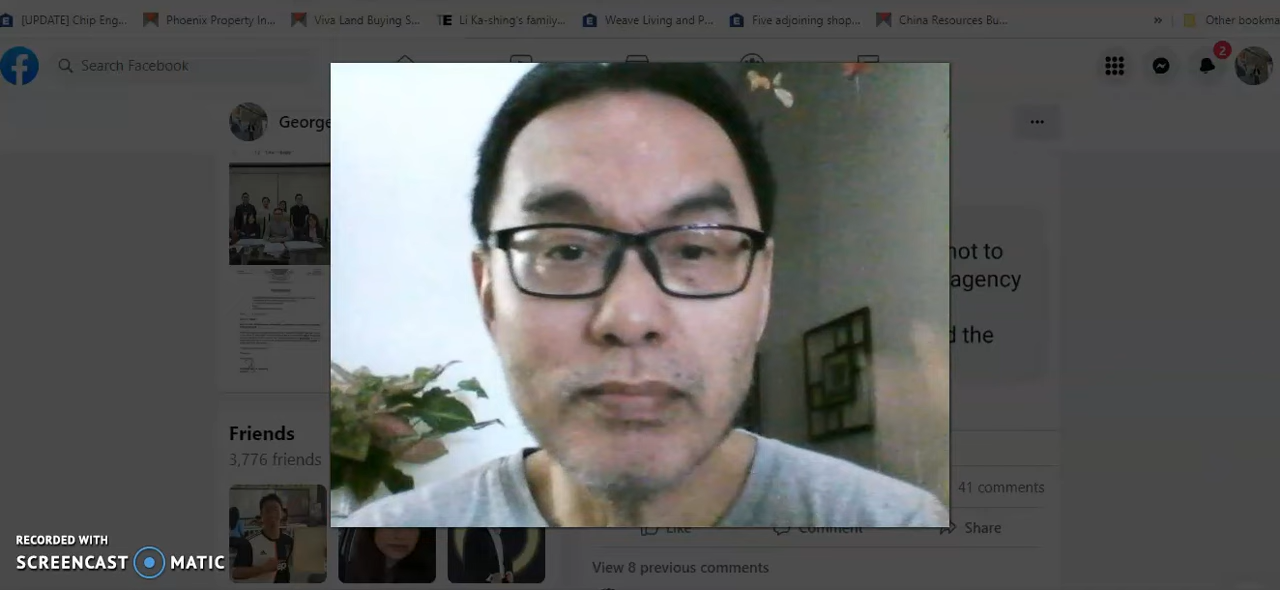 [UPDATE] Chip Eng...
Phoenix Property In...
Viva Land Buying S...
TE Li Ka-shing's family...
Weave Living and P...
Five adjoining shop...
China Resources Bu...
» Other bookma
f Search Facebook
2
George
...
not to
agency
d the
Friends
3,776 friends
41 comments
Like Comment Share
View 8 previous comments
RECORDED WITH
SCREENCAST MATIC